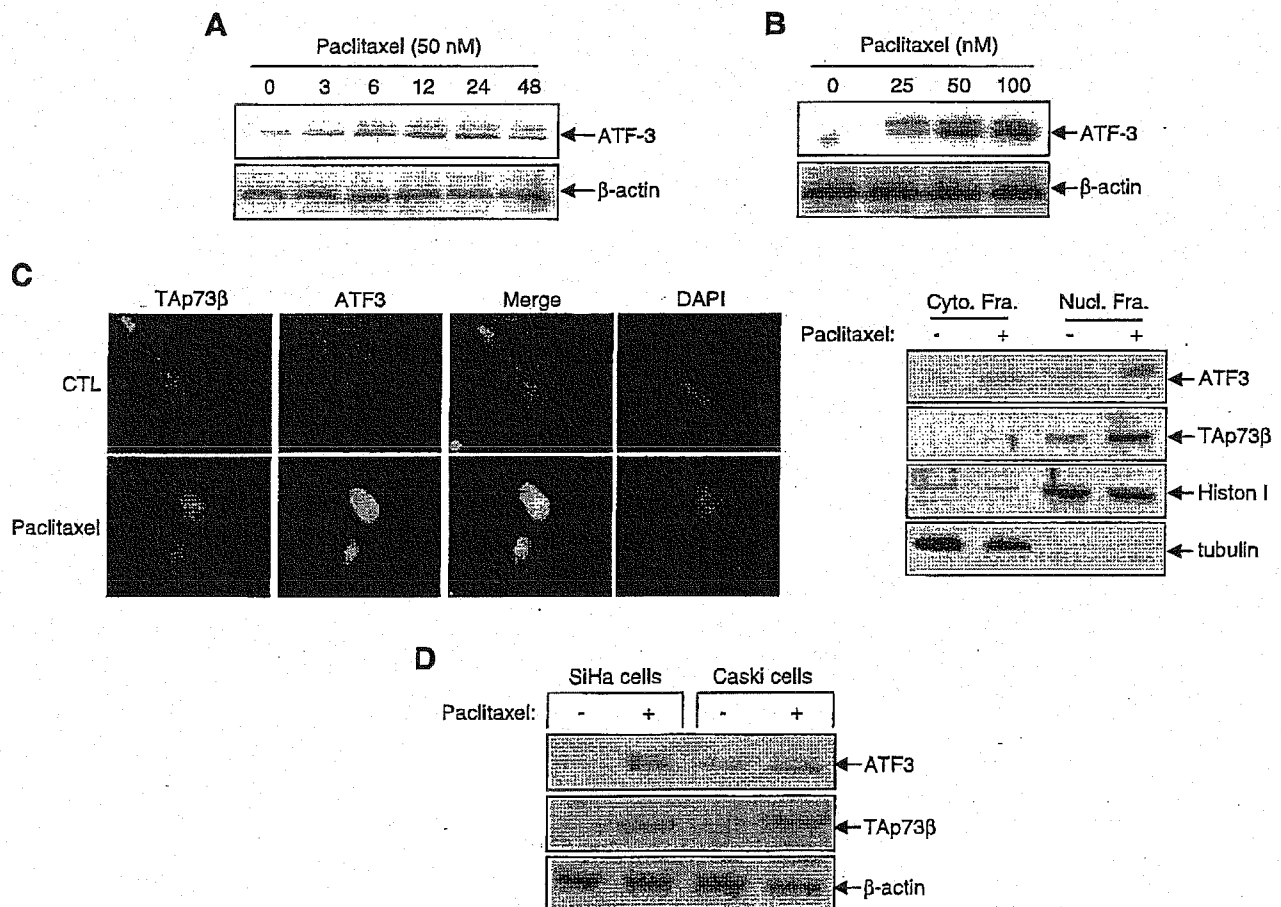 A
Paclitaxel (50 nM)
0 3 6 12 24 48
ATF-3
β-actin
B
Paclitaxel (nM)
0 25 50 100
ATF-3
β-actin
C
TAp73β ATF3 Merge DAPI
CTL
Paclitaxel
Cyto. Fra. Nucl. Fra.
Paclitaxel: - + - +
ATF3
TAp73β
Histon I
tubulin
D
SiHa cells Caski cells
Paclitaxel: - + - +
ATF3
TAp73β
β-actin